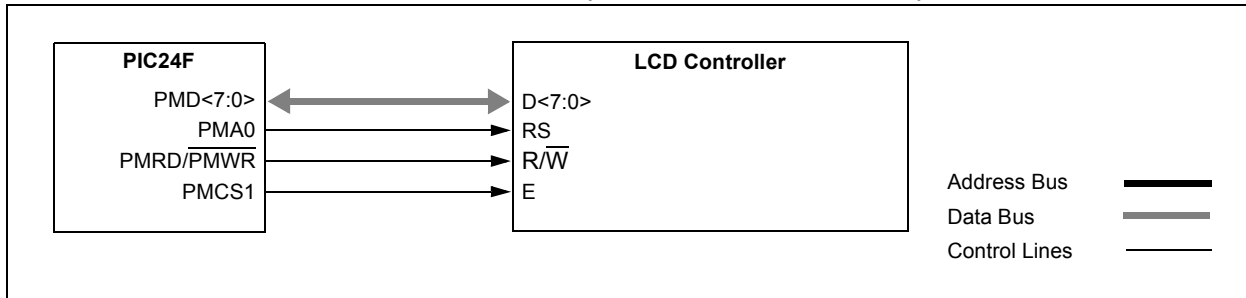 PIC24F
PMD<7:0>
PMA0
PMRD/PMWR
PMCS1
LCD Controller
D<7:0>
RS
R/W
E
Address Bus
Data Bus
Control Lines